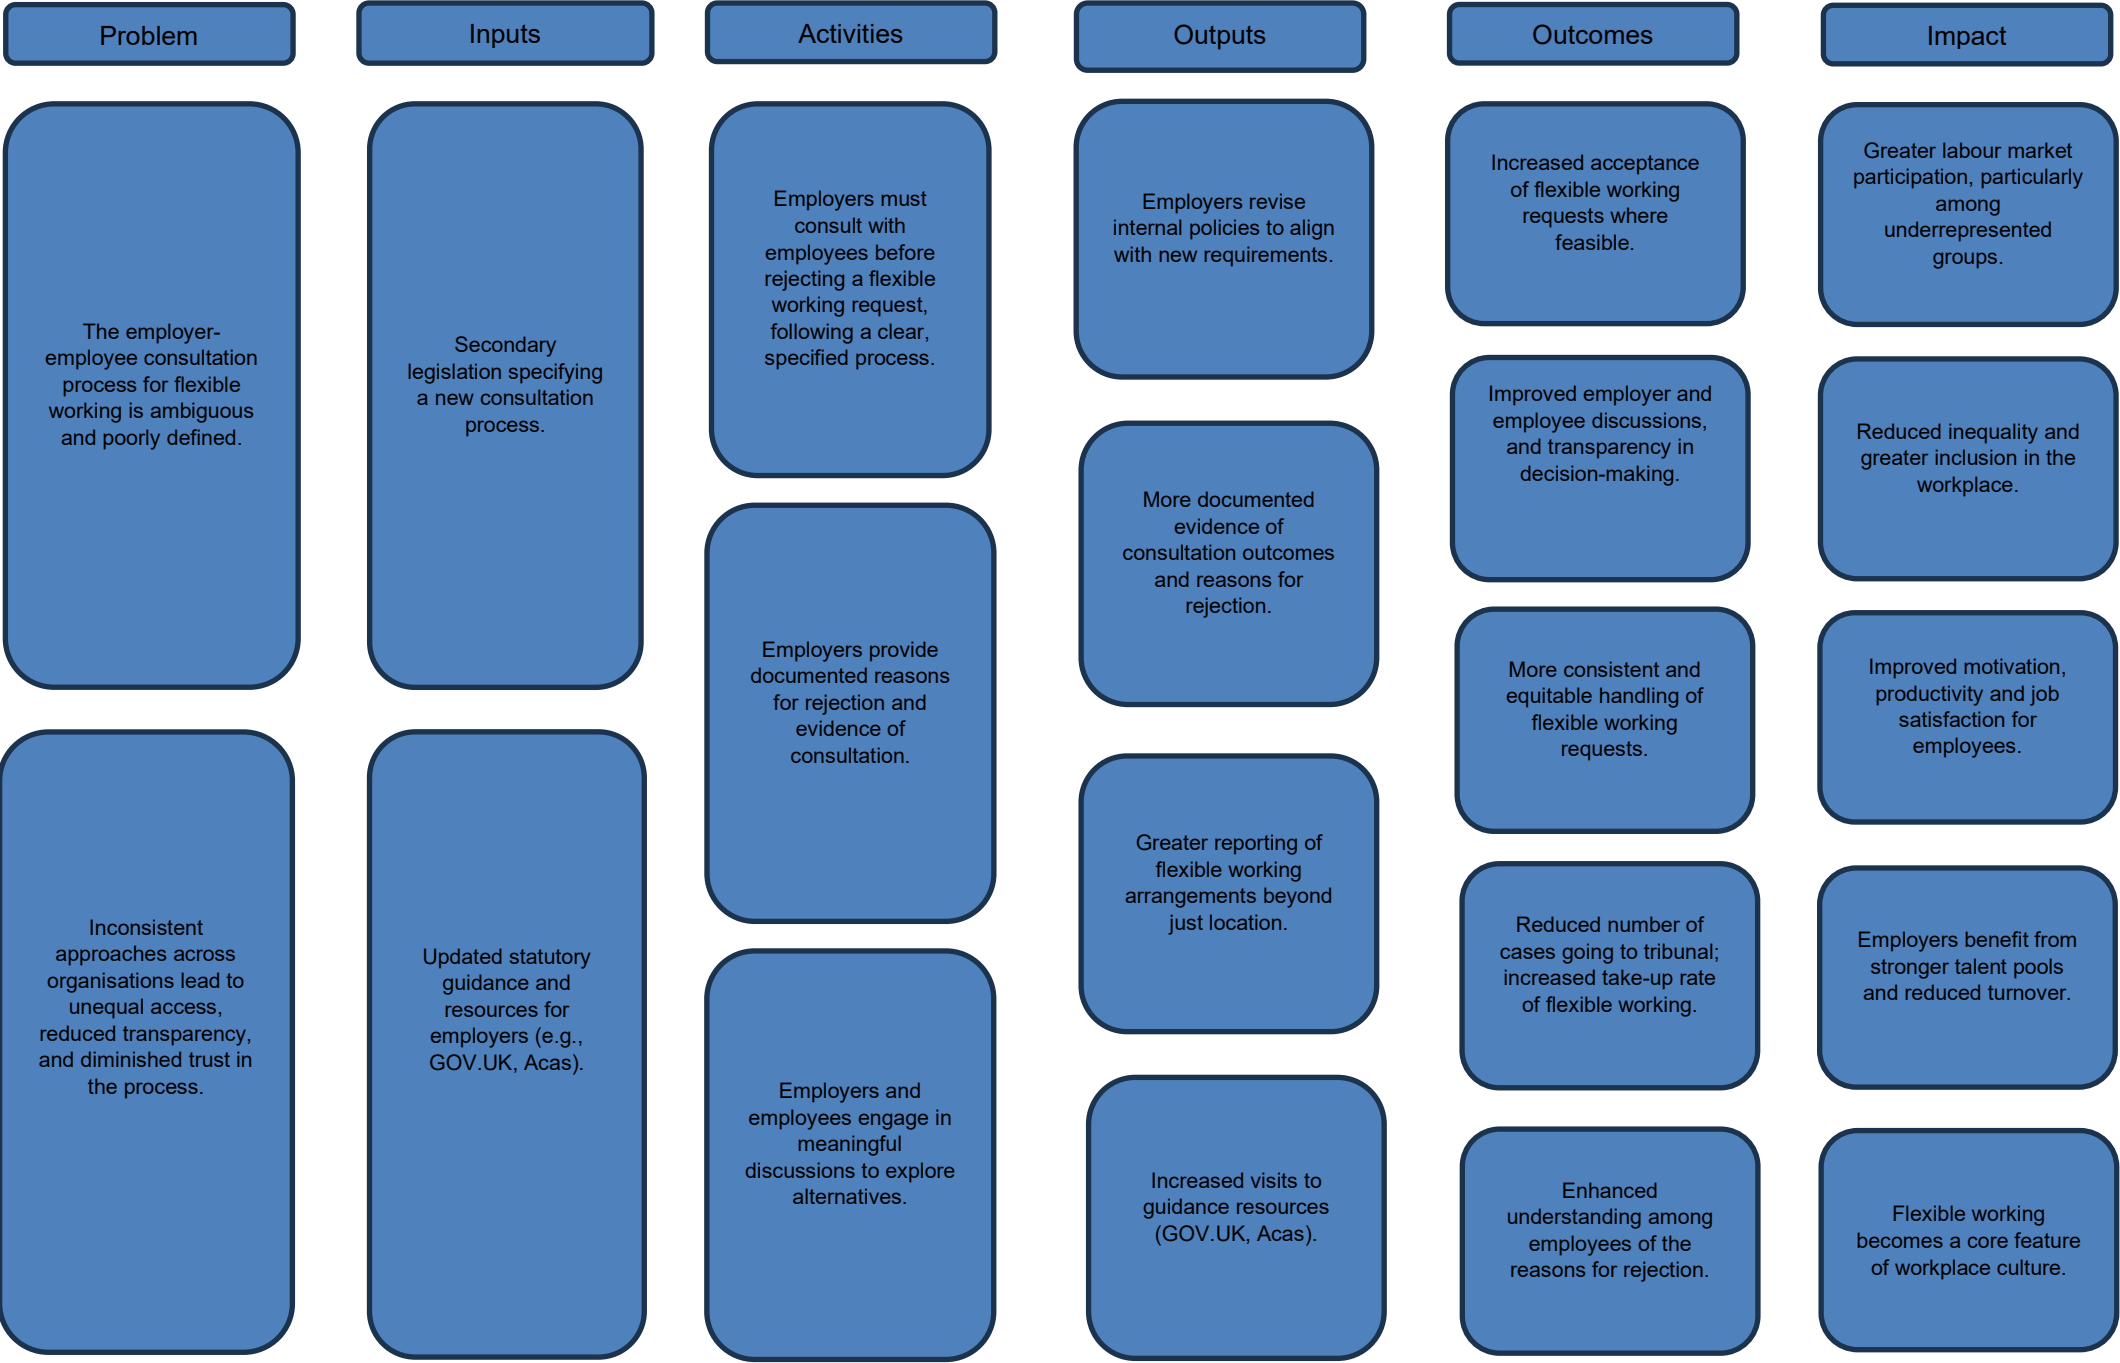 Problem
Inputs
Activities
Outputs
Outcomes
Impact
The employer-
employee consultation
process for flexible
working is ambiguous
and poorly defined.
Inconsistent
approaches across
organisations lead to
unequal access,
reduced transparency,
and diminished trust in
the process.
Secondary
legislation specifying
a new consultation
process.
Updated statutory
guidance and
resources for
employers (e.g.,
GOV.UK, Acas).
Employers must
consult with
employees before
rejecting a flexible
working request,
following a clear,
specified process.
Employers provide
documented reasons
for rejection and
evidence of
consultation.
Employers and
employees engage in
meaningful
discussions to explore
alternatives.
Employers revise
internal policies to align
with new requirements.
More documented
evidence of
consultation outcomes
and reasons for
rejection.
Greater reporting of
flexible working
arrangements beyond
just location.
Increased visits to
guidance resources
(GOV.UK, Acas).
Increased acceptance
of flexible working
requests where
feasible.
Improved employer and
employee discussions,
and transparency in
decision-making.
More consistent and
equitable handling of
flexible working
requests.
Reduced number of
cases going to tribunal;
increased take-up rate
of flexible working.
Enhanced
understanding among
employees of the
reasons for rejection.
Greater labour market
participation, particularly
among
underrepresented
groups.
Reduced inequality and
greater inclusion in the
workplace.
Improved motivation,
productivity and job
satisfaction for
employees.
Employers benefit from
stronger talent pools
and reduced turnover.
Flexible working
becomes a core feature
of workplace culture.